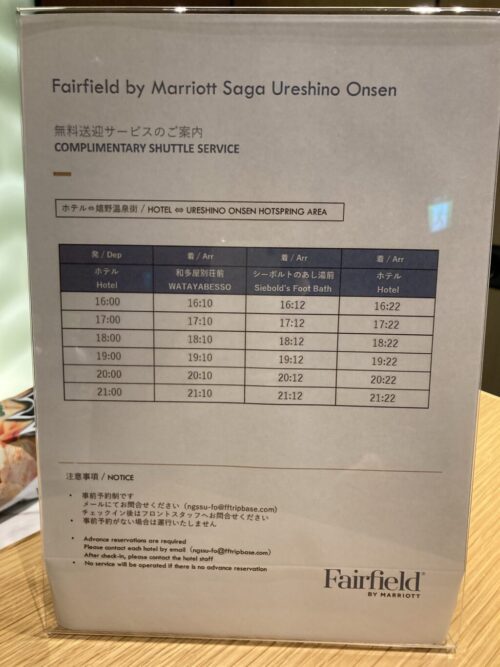 Fairfield by Marriott Saga Ureshino Onsen
無料送迎サービスのご案内
COMPLIMENTARY SHUTTLE SERVICE
ホテル⇔嬉野温泉街 / HOTEL ⇔ URESHINO ONSEN HOTSPRING AREA
発 / Dep 着 / Arr 着 / Arr 着 / Arr
ホテル 和多屋別荘前 シーボルトのあし湯前 ホテル
Hotel WATAYABESSO Siebold's Foot Bath Hotel
16:00 16:10 16:12 16:22
17:00 17:10 17:12 17:22
18:00 18:10 18:12 18:22
19:00 19:10 19:12 19:22
20:00 20:10 20:12 20:22
21:00 21:10 21:12 21:22
注意事項 / NOTICE
• 事前予約制です
メールにてお問合せください（ngssu-fo@fftripbase.com）
チェックイン後はフロントスタッフへお問合せください
• 事前予約がない場合は運行いたしません
• Advance reservations are required
Please contact each hotel by email（ngssu-fo@fftripbase.com）
After check-in, please contact the hotel staff
• No service will be operated if there is no advance reservation
Fairfield®
BY MARRIOTT